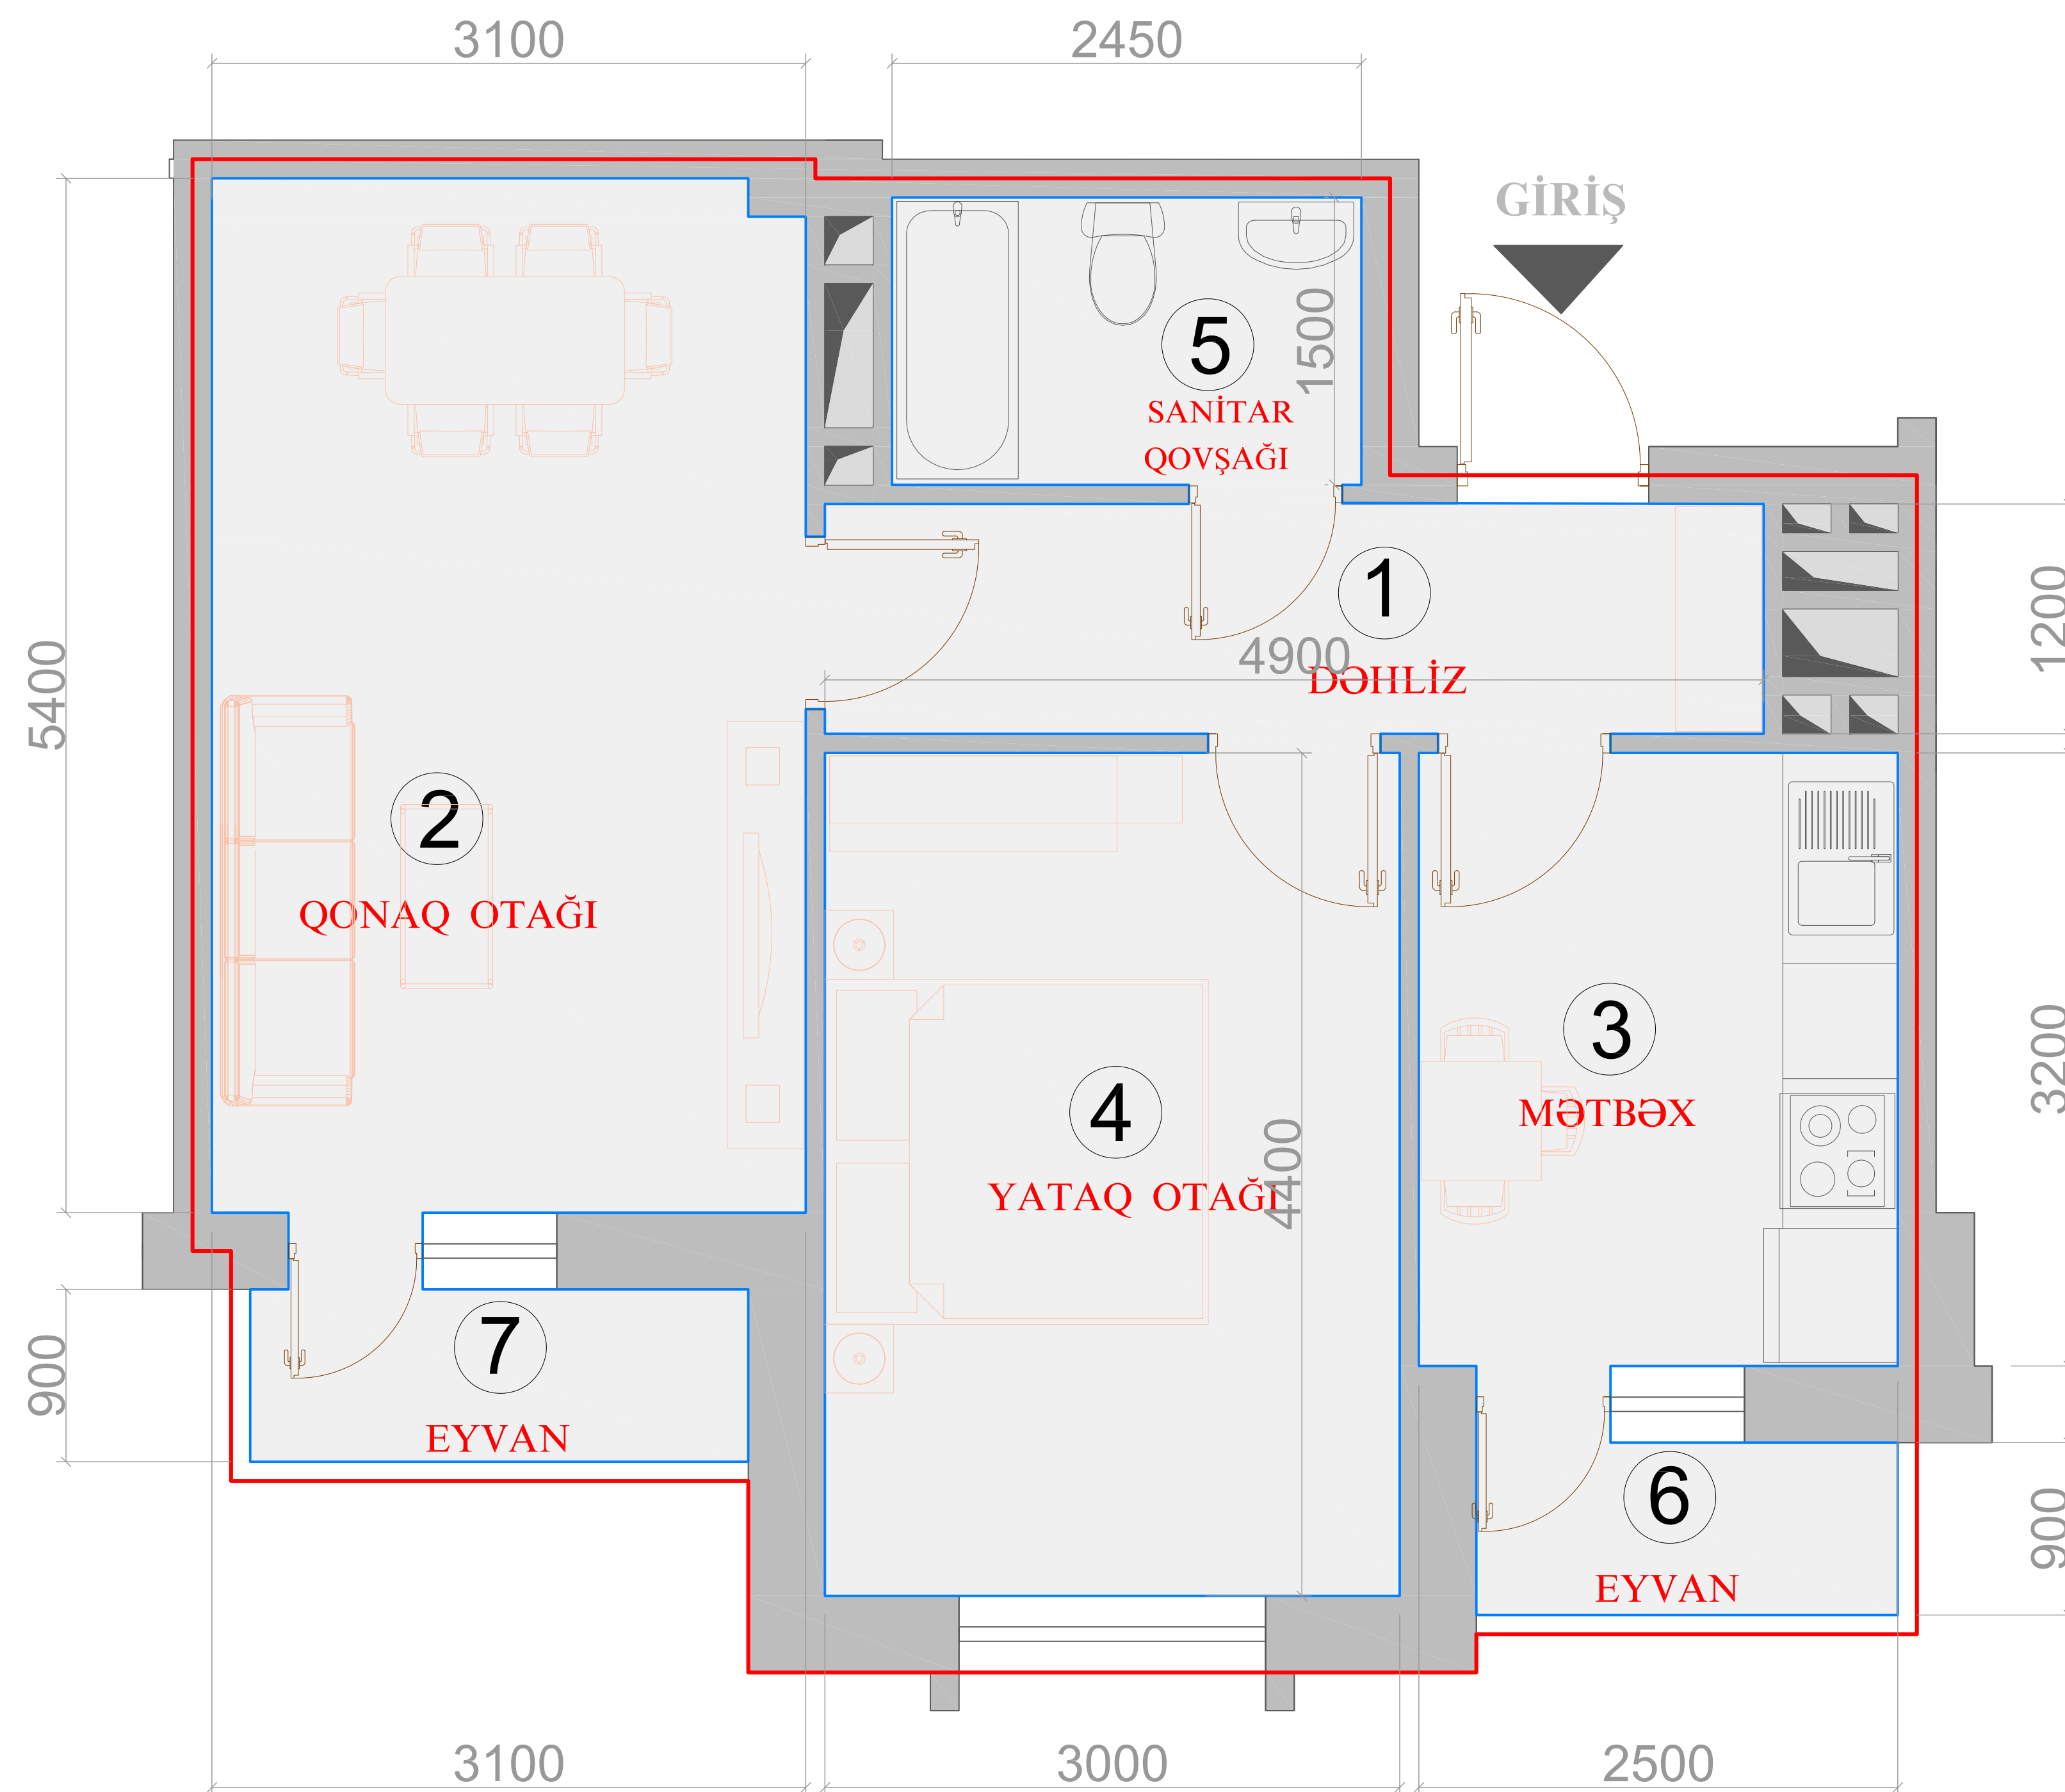 3100
2450
GİRİŞ
5
1500
SANİTAR
QOVŞAĞI
1
1200
4900
DƏHLİZ
5400
2
QONAQ OTAĞI
3
3200
MƏTBƏX
4
4400
YATAQ OTAĞI
7
900
EYVAN
6
900
EYVAN
3100
3000
2500